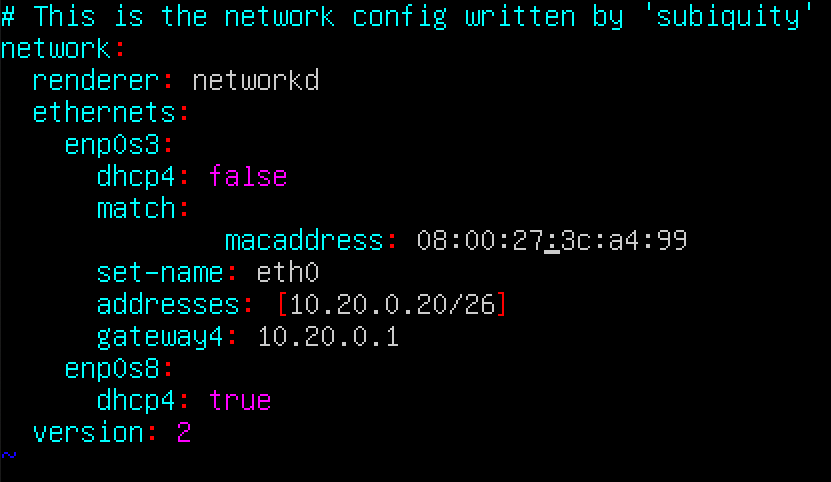 # This is the network config written by 'subiquity'
network:
  renderer: networkd
  ethernets:
    enp0s3:
      dhcp4: false
      match:
              macaddress: 08:00:27:3c:a4:99
      set-name: eth0
      addresses: [10.20.0.20/26]
      gateway4: 10.20.0.1
    enp0s8:
      dhcp4: true
  version: 2
~